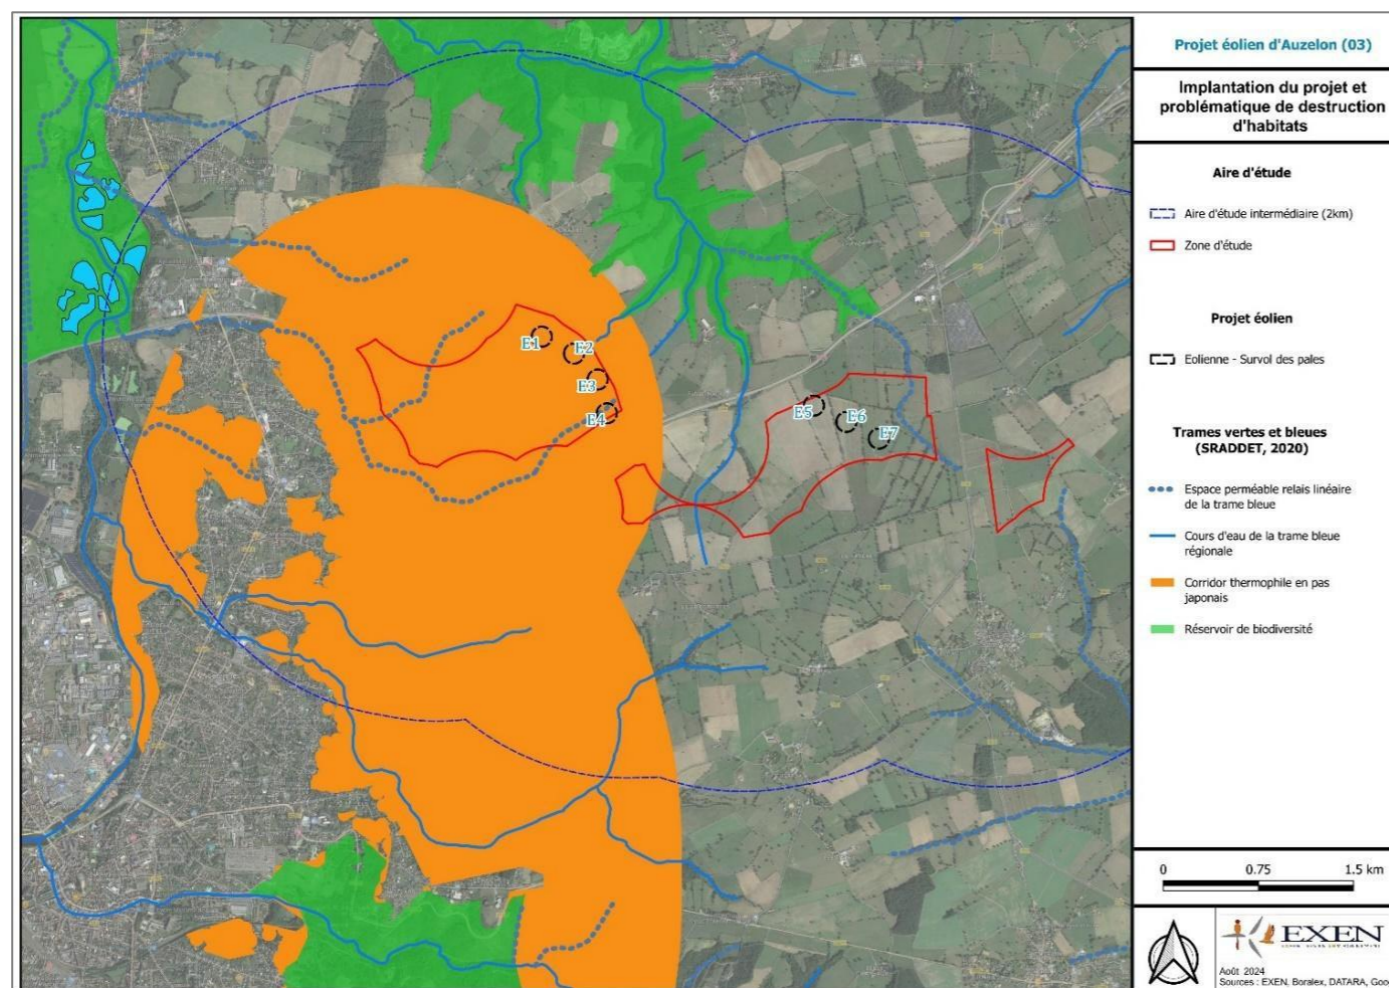 Projet éolien d'Auzelon (03)
Implantation du projet et
problématique de destruction
d'habitats
Aire d'étude
Aire d'étude intermédiaire (2km)
Zone d'étude
Projet éolien
Eolienne - Survol des pales
Trames vertes et bleues
(SRADDET, 2020)
Espace perméable relais linéaire
de la trame bleue
Cours d'eau de la trame bleue
régionale
Corridor thermophile en pas
japonais
Réservoir de biodiversité
E1
E2
E3
E4
E5
E6
E7
0 0.75 1.5 km
EXEN
Août 2024
Sources : EXEN, Boralex, DATARA, Goo